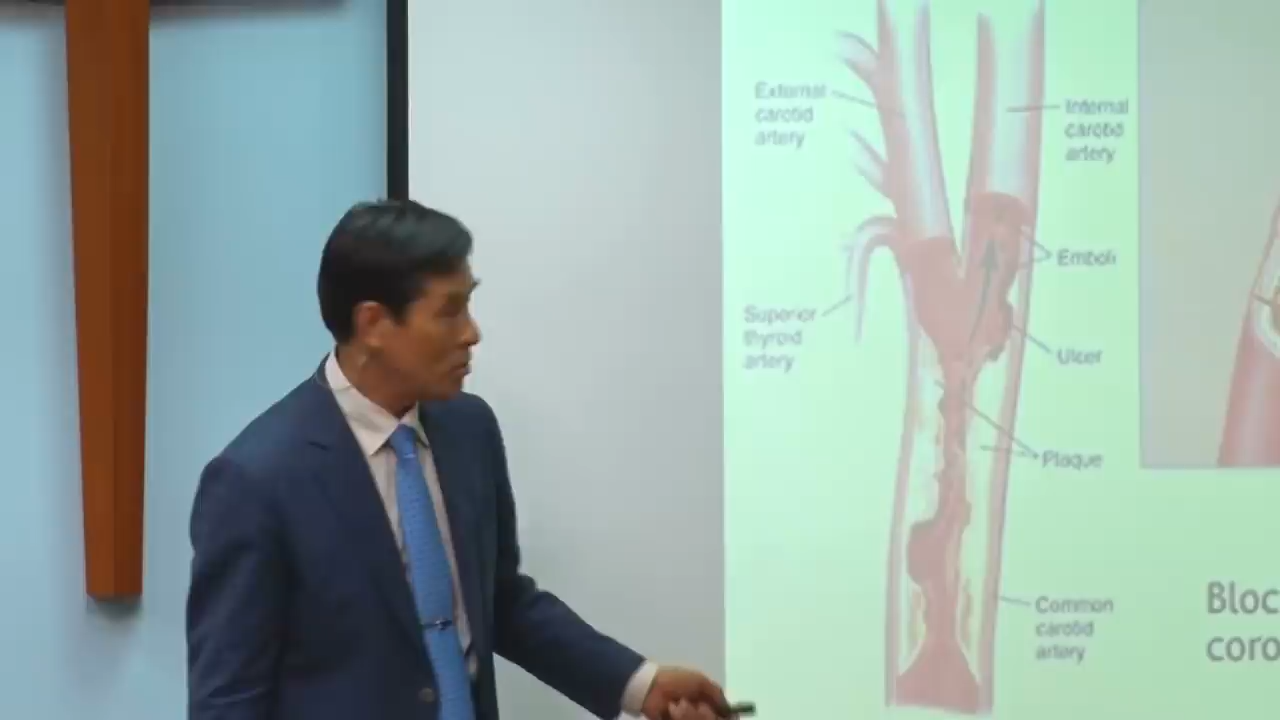 External
carotid
artery
Internal
carotid
artery
Emboli
Superior
thyroid
artery
Ulcer
Plaque
Common
carotid
artery
Bloc
coro